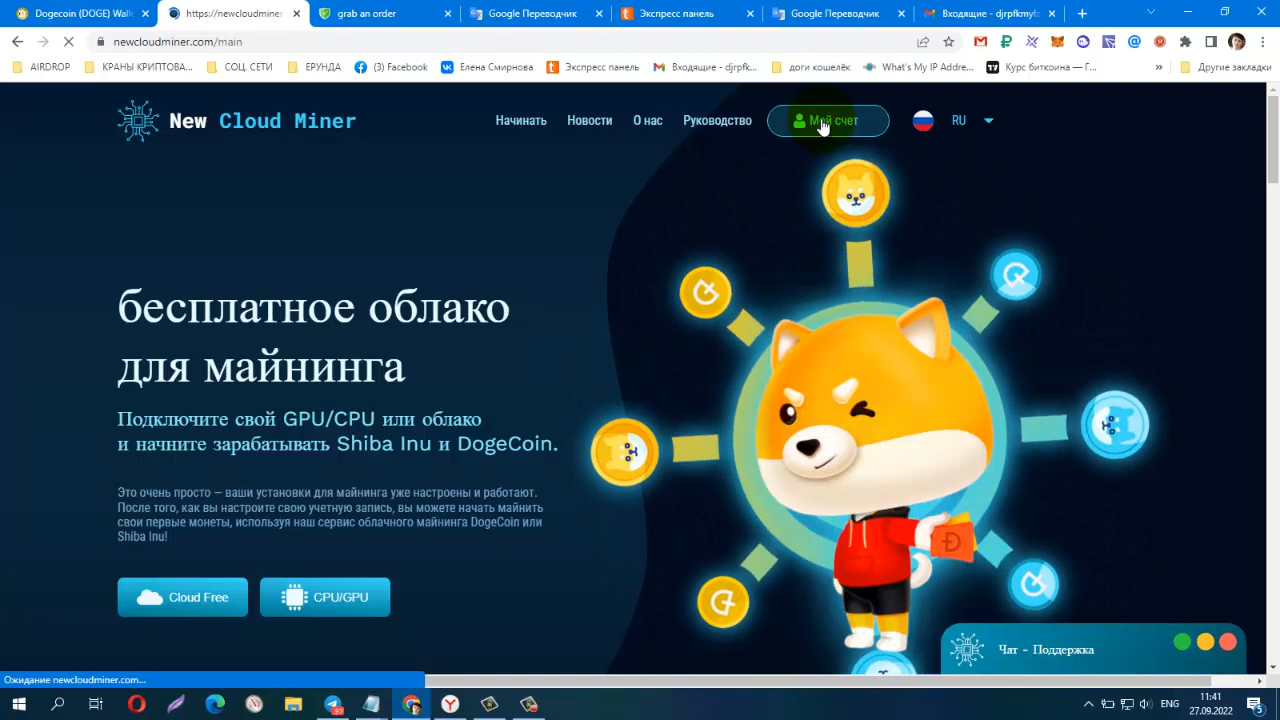 Dogecoin (DOGE) Wall
https://newcloudminer
grab an order
Google Переводчик
Экспресс панель
Google Переводчик
Входящие - djrpfkmyfz
newcloudminer.com/main
AIRDROP
КРАНЫ КРИПТОВА...
СОЦ. СЕТИ
ЕРУНДА
(3) Facebook
Елена Смирнова
Экспресс панель
Входящие - djrpfk...
доги кошелёк
What's My IP Addre...
Курс биткоина — Г...
»
Другие закладки
New Cloud Miner
Начинать
Новости
О нас
Руководство
Мой счет
RU
бесплатное облако
для майнинга
Подключите свой GPU/CPU или облако
и начните зарабатывать Shiba Inu и DogeCoin.
Это очень просто — ваши установки для майнинга уже настроены и работают.
После того, как вы настроите свою учетную запись, вы можете начать майнить
свои первые монеты, используя наш сервис облачного майнинга DogeCoin или
Shiba Inu!
Cloud Free
CPU/GPU
Чат - Поддержка
Ожидание newcloudminer.com...
ENG
11:41
27.09.2022